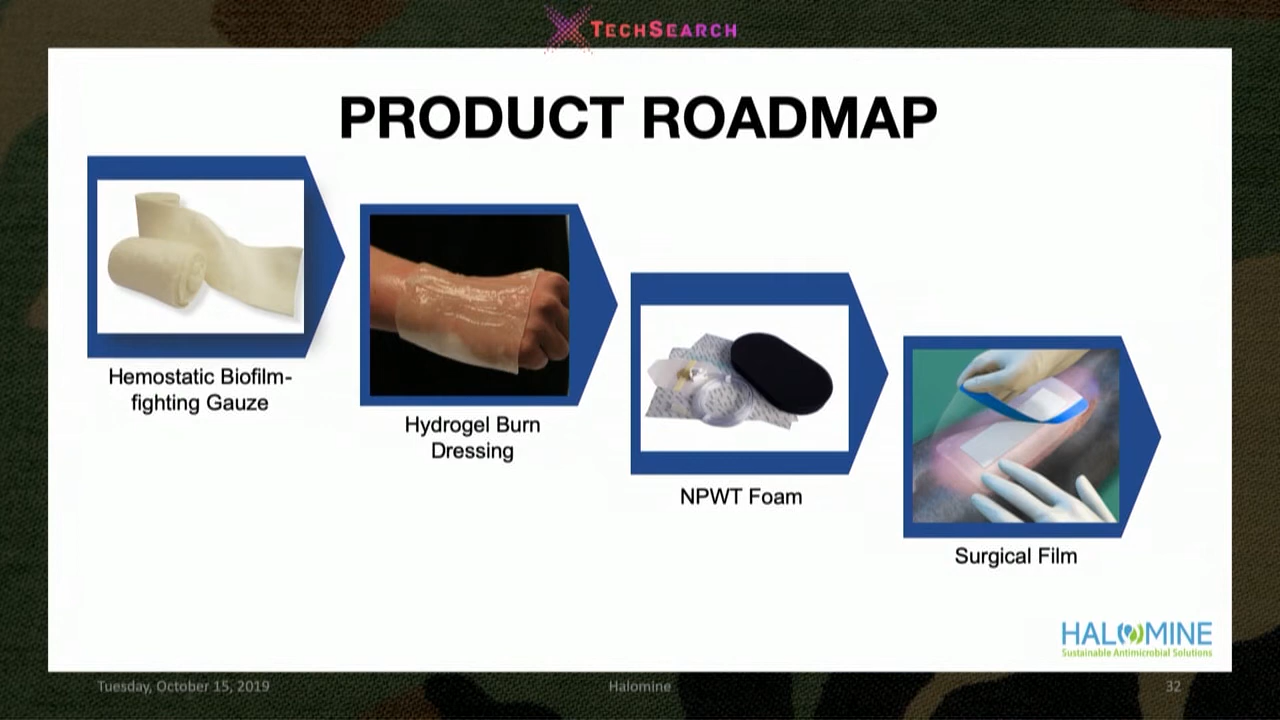 TECHSEARCH
PRODUCT ROADMAP
Hemostatic Biofilm-
fighting Gauze
Hydrogel Burn
Dressing
NPWT Foam
Surgical Film
HALOMINE
Sustainable Antimicrobial Solutions
Tuesday, October 15, 2019
Halomine
32